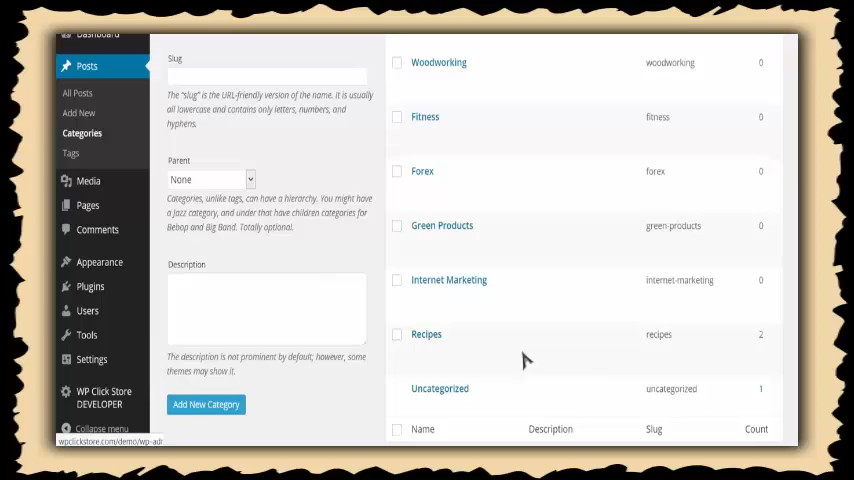 Dashboard
Posts
All Posts
Add New
Categories
Tags
Media
Pages
Comments
Appearance
Plugins
Users
Tools
Settings
WP Click Store
DEVELOPER
Collapse menu
wpclickstore.com/demo/wp-adr
Slug
The "slug" is the URL-friendly version of the name. It is usually
all lowercase and contains only letters, numbers, and
hyphens.
Parent
None
Categories, unlike tags, can have a hierarchy. You might have
a Jazz category, and under that have children categories for
Bebop and Big Band. Totally optional.
Description
The description is not prominent by default; however, some
themes may show it.
Add New Category
Woodworking woodworking 0
Fitness fitness 0
Forex forex 0
Green Products green-products 0
Internet Marketing internet-marketing 0
Recipes recipes 2
Uncategorized uncategorized 1
Name Description Slug Count